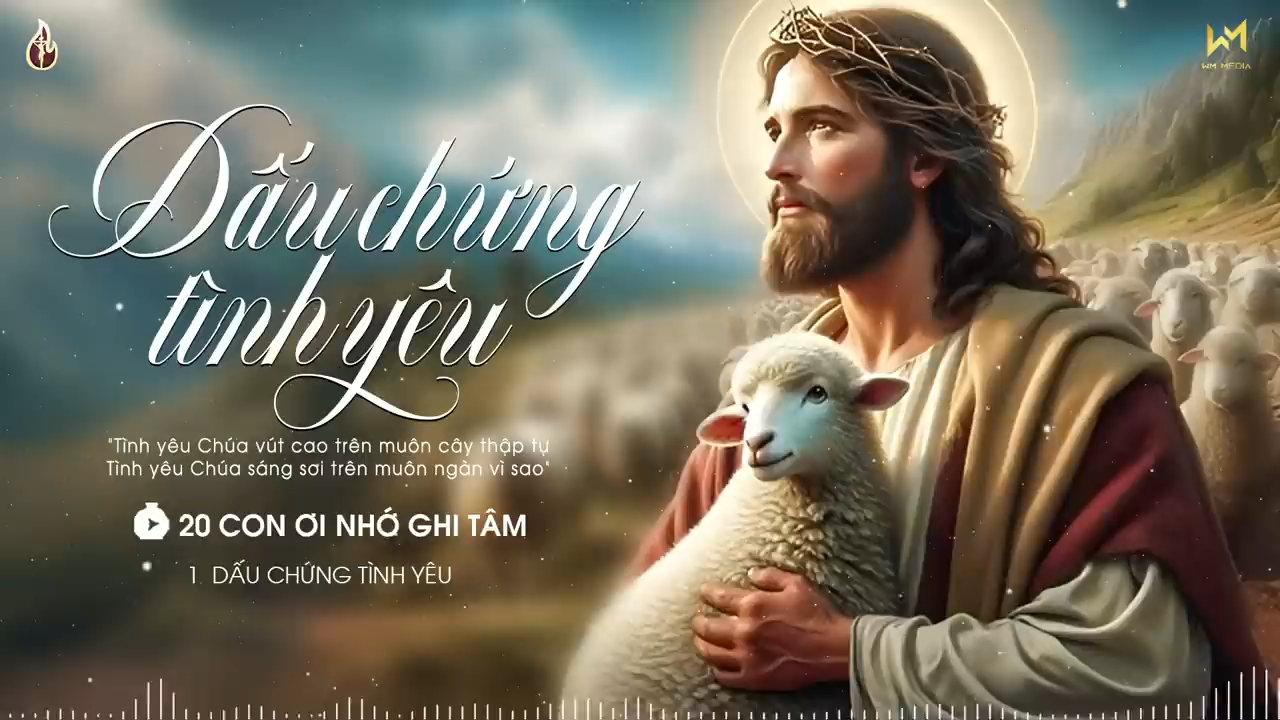 WM
WM MEDIA
Dấu chứng
tình yêu
"Tình yêu Chúa vút cao trên muôn cây thập tự
Tình yêu Chúa sáng soi trên muôn ngàn vì sao"
20 CON ƠI NHỚ GHI TÂM
1. DẤU CHỨNG TÌNH YÊU